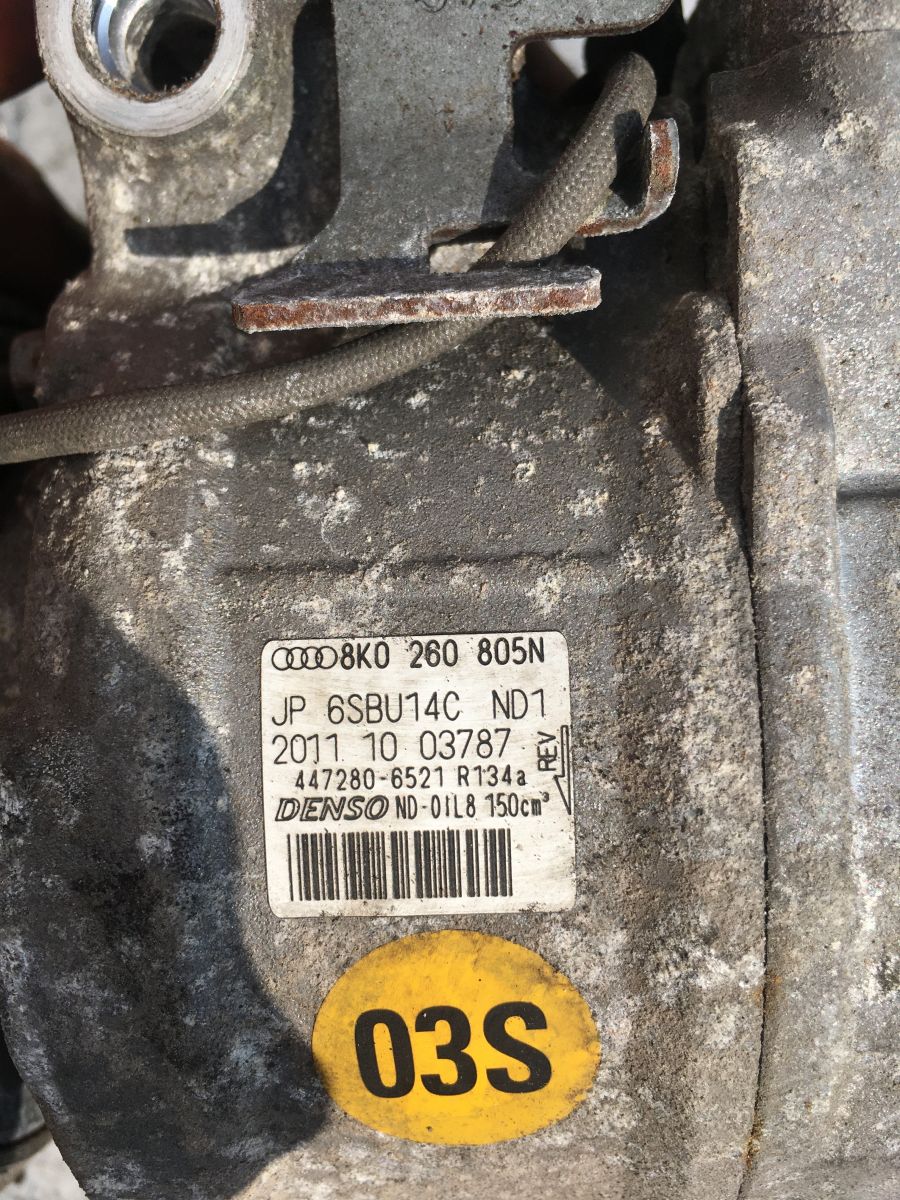 8K0 260 805N
JP 6SBU14C ND1
2011 10 03787
REV
447280-6521 R134a
DENSO ND-OIL8 150cm³
03S